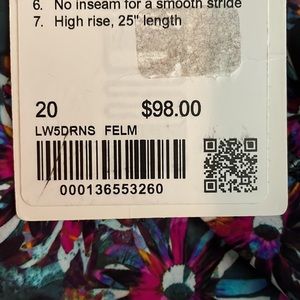 6. No inseam for a smooth stride
7. High rise, 25" length
20 $98.00
LW5DRNS FELM
000136553260